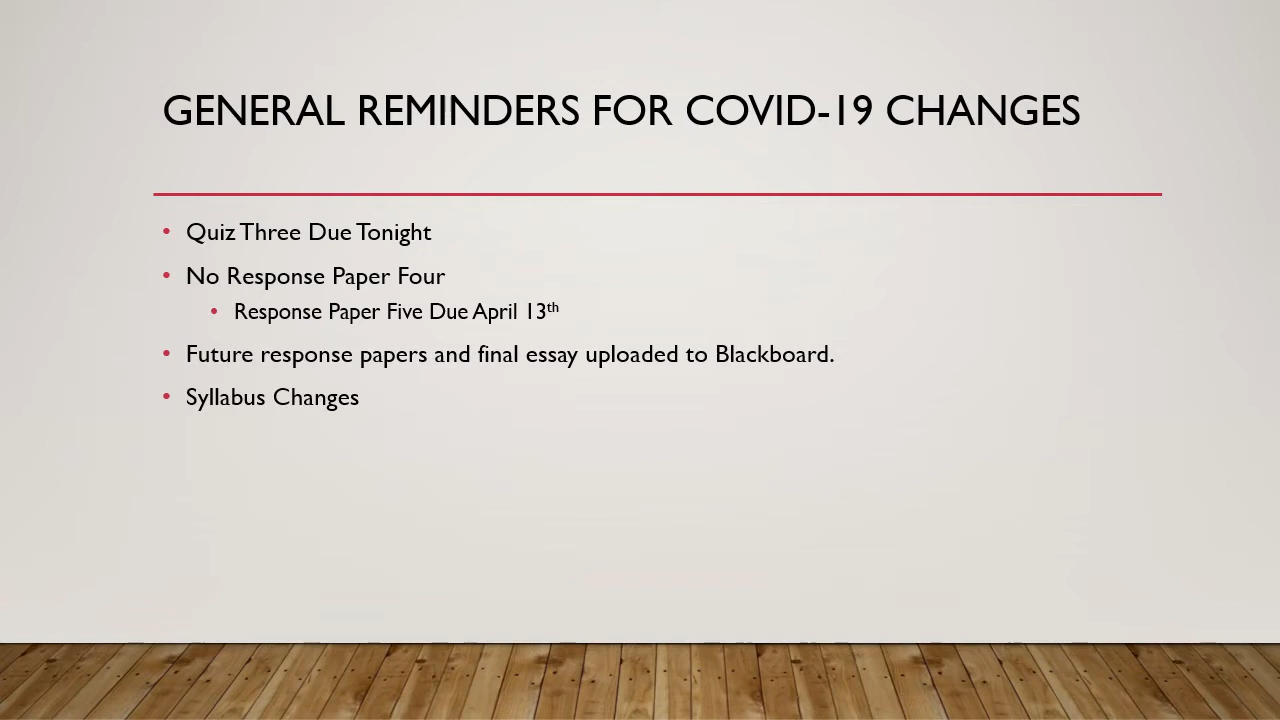 GENERAL REMINDERS FOR COVID-19 CHANGES
• Quiz Three Due Tonight
• No Response Paper Four
• Response Paper Five Due April 13th
• Future response papers and final essay uploaded to Blackboard.
• Syllabus Changes